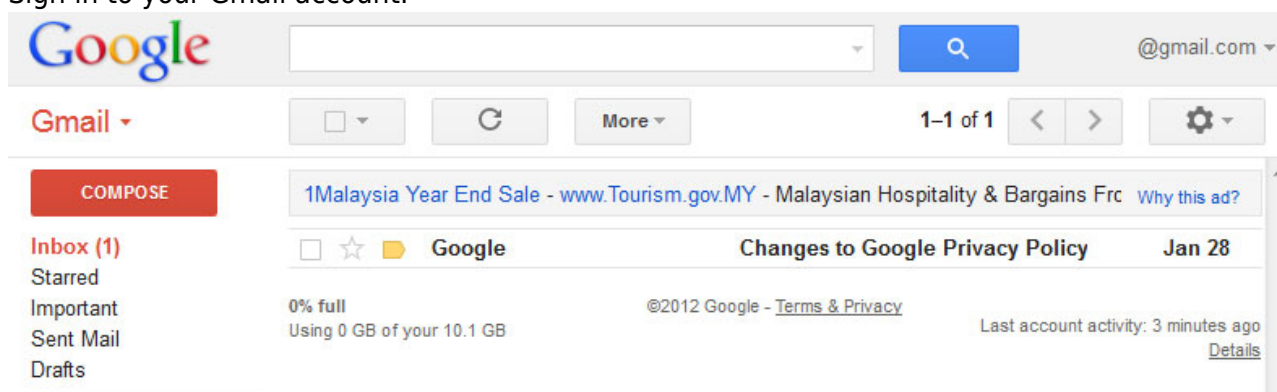 Sign in to your Gmail account.
Google
@gmail.com
Gmail
More
1–1 of 1
COMPOSE
1Malaysia Year End Sale - www.Tourism.gov.MY - Malaysian Hospitality & Bargains Frc Why this ad?
Inbox (1)
Google Changes to Google Privacy Policy Jan 28
Starred
Important
Sent Mail
Drafts
0% full
Using 0 GB of your 10.1 GB
©2012 Google - Terms & Privacy
Last account activity: 3 minutes ago
Details